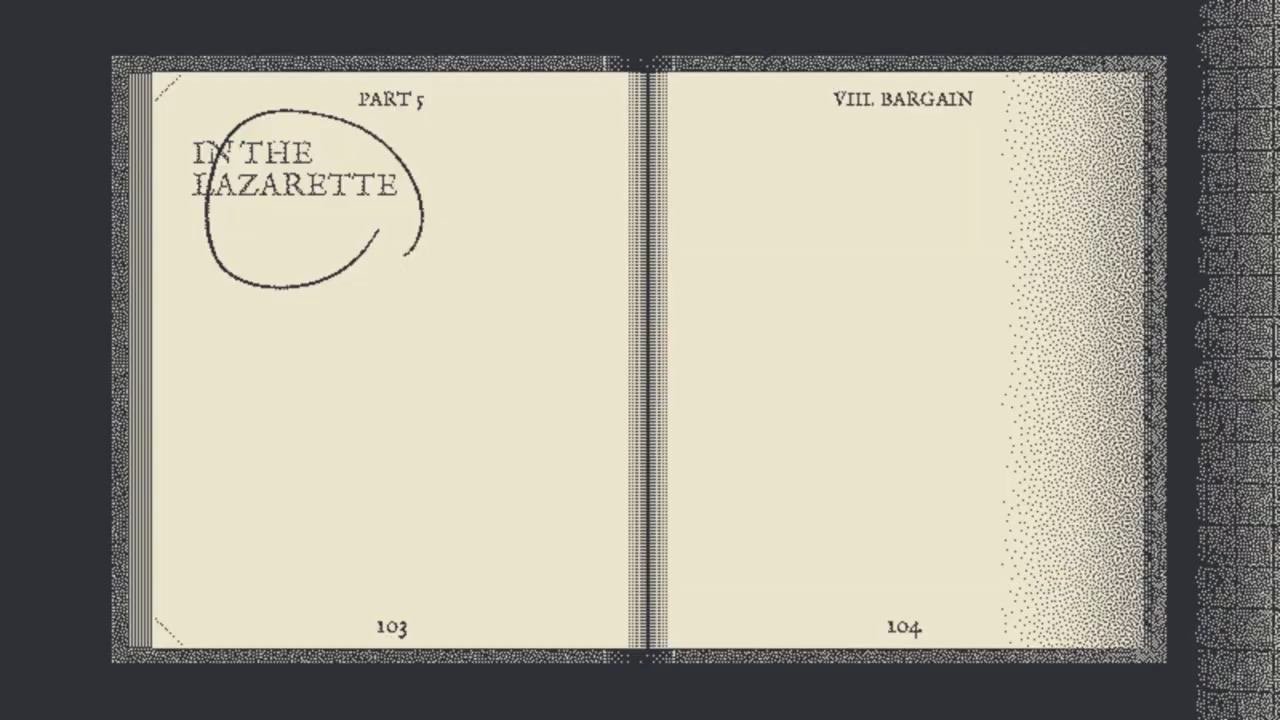 PART 5
IN THE
LAZARETTE
103
VIII. BARGAIN
104